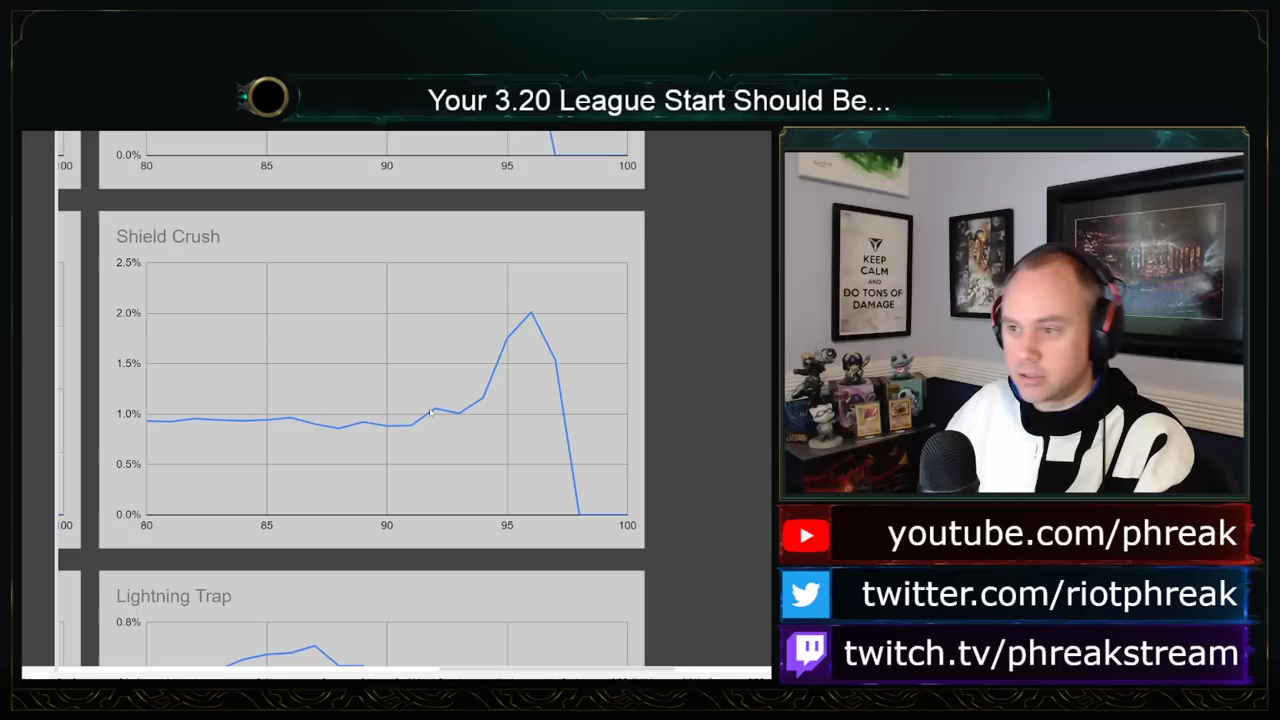 Your 3.20 League Start Should Be...
0.0%
100 80 85 90 95 100
Shield Crush
2.5%
2.0%
1.5%
1.0%
0.5%
0.0%
100 80 85 90 95 100
Lightning Trap
0.8%
KEEP
CALM
AND
DO TONS OF
DAMAGE
youtube.com/phreak
twitter.com/riotphreak
twitch.tv/phreakstream